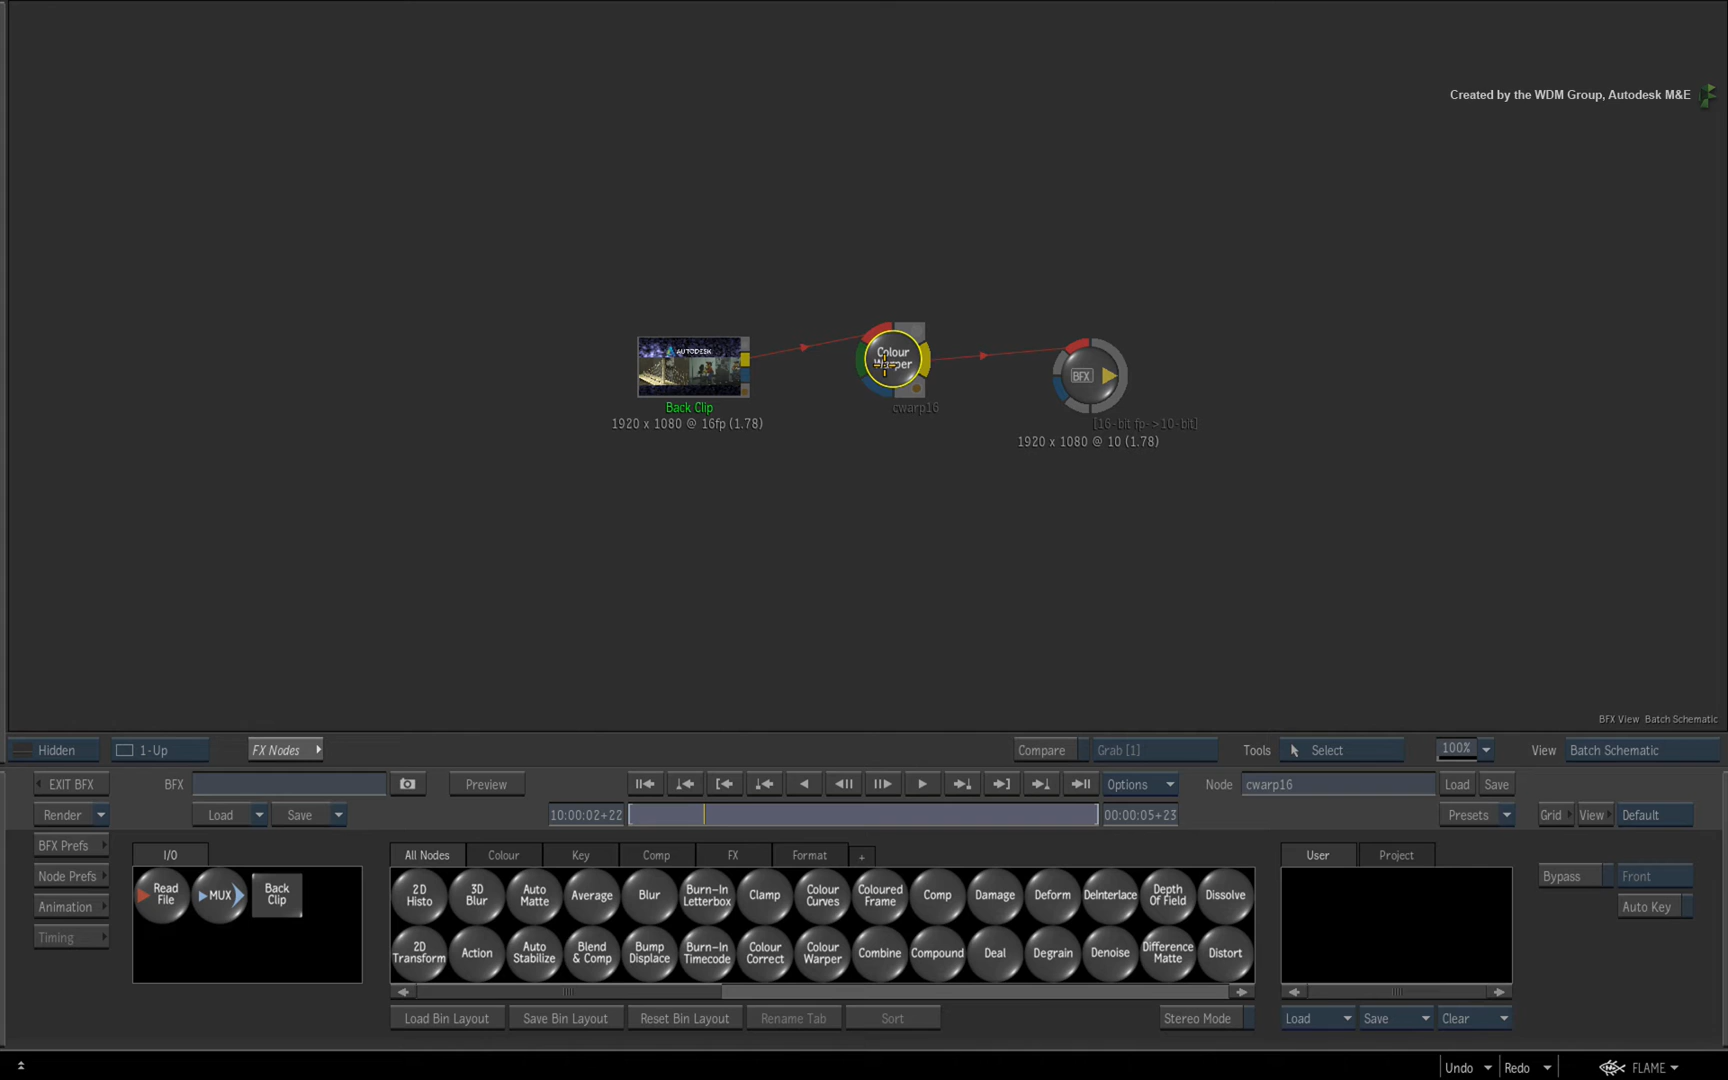 Created by the WDM Group, Autodesk M&E
AUTODESK
Colour
Warper
Back Clip
cwarp16
1920 x 1080 @ 16fp (1.78)
BFX
[16-bit fp->10-bit]
1920 x 1080 @ 10 (1.78)
BFX View Batch Schematic
Hidden
1-Up
FX Nodes
Compare
Grab [1]
Tools
Select
100%
View
Batch Schematic
EXIT BFX
BFX
Preview
Options
Node
cwarp16
Load
Save
Render
Load
Save
10:00:02+22
00:00:05+23
Presets
Grid
View
Default
BFX Prefs
I/O
All Nodes
Colour
Key
Comp
FX
Format
+
User
Project
Node Prefs
Bypass
Front
Animation
Auto Key
Timing
Read
File
MUX
Back
Clip
2D
Histo
3D
Blur
Auto
Matte
Average
Blur
Burn-In
Letterbox
Clamp
Colour
Curves
Coloured
Frame
Comp
Damage
Deform
DeInterlace
Depth
Of Field
Dissolve
2D
Transform
Action
Auto
Stabilize
Blend
& Comp
Bump
Displace
Burn-In
Timecode
Colour
Correct
Colour
Warper
Combine
Compound
Deal
Degrain
Denoise
Difference
Matte
Distort
Load Bin Layout
Save Bin Layout
Reset Bin Layout
Rename Tab
Sort
Stereo Mode
Load
Save
Clear
Undo
Redo
FLAME